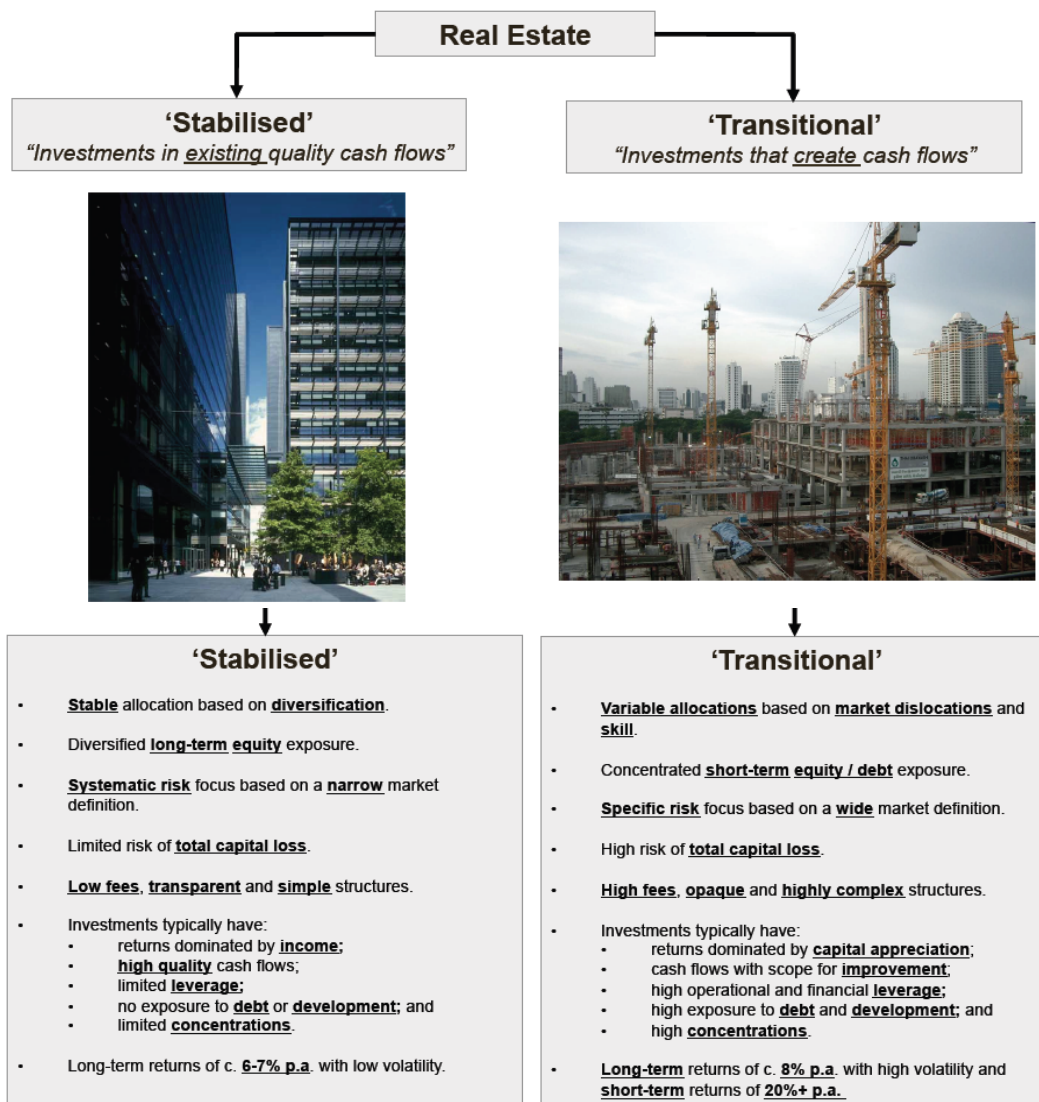 Real Estate
‘Stabilised’
“Investments in existing quality cash flows”
‘Transitional’
“Investments that create cash flows”
‘Stabilised’
• Stable allocation based on diversification.
• Diversified long-term equity exposure.
• Systematic risk focus based on a narrow market
definition.
• Limited risk of total capital loss.
• Low fees, transparent and simple structures.
• Investments typically have:
• returns dominated by income;
• high quality cash flows;
• limited leverage;
• no exposure to debt or development; and
• limited concentrations.
• Long-term returns of c. 6-7% p.a. with low volatility.
‘Transitional’
• Variable allocations based on market dislocations and
skill.
• Concentrated short-term equity / debt exposure.
• Specific risk focus based on a wide market definition.
• High risk of total capital loss.
• High fees, opaque and highly complex structures.
• Investments typically have:
• returns dominated by capital appreciation;
• cash flows with scope for improvement;
• high operational and financial leverage;
• high exposure to debt and development; and
• high concentrations.
• Long-term returns of c. 8% p.a. with high volatility and
short-term returns of 20%+ p.a.